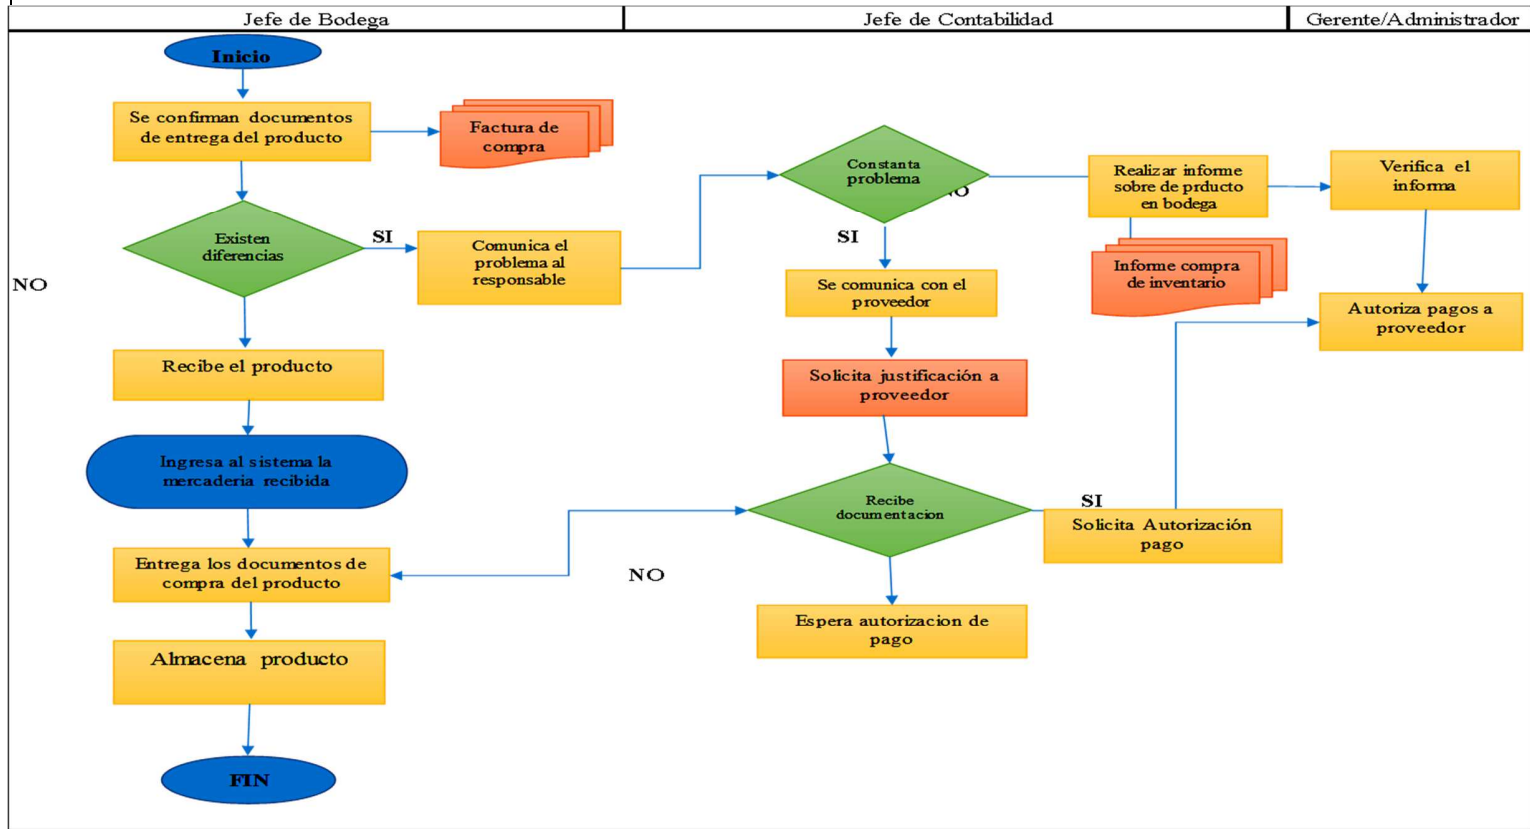 Jefe de Bodega
Jefe de Contabilidad
Gerente/Administrador
Inicio
Se confirman documentos
de entrega del producto
Factura de
compra
Existen
diferencias
SI
NO
Comunica el
problema al
responsable
Recibe el producto
Ingresa al sistema la
mercaderia recibida
Entrega los documentos de
compra del producto
Almacena producto
FIN
Constanta
problema
NO
SI
Se comunica con el
proveedor
Solicita justificación a
proveedor
Recibe
documentacion
SI
NO
Espera autorizacion de
pago
Solicita Autorización
pago
Realizar informe
sobre de prducto
en bodega
Informe compra
de inventario
Verifica el
informa
Autoriza pagos a
proveedor